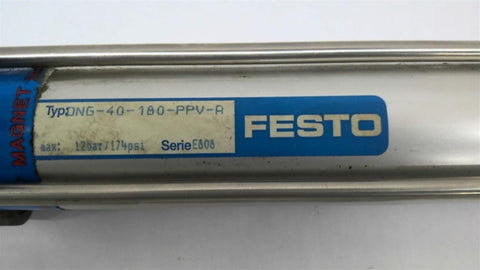 MAGNET
Typ: DNG-40-180-PPV-A
FESTO
max: 12bar/174psi Serie E808